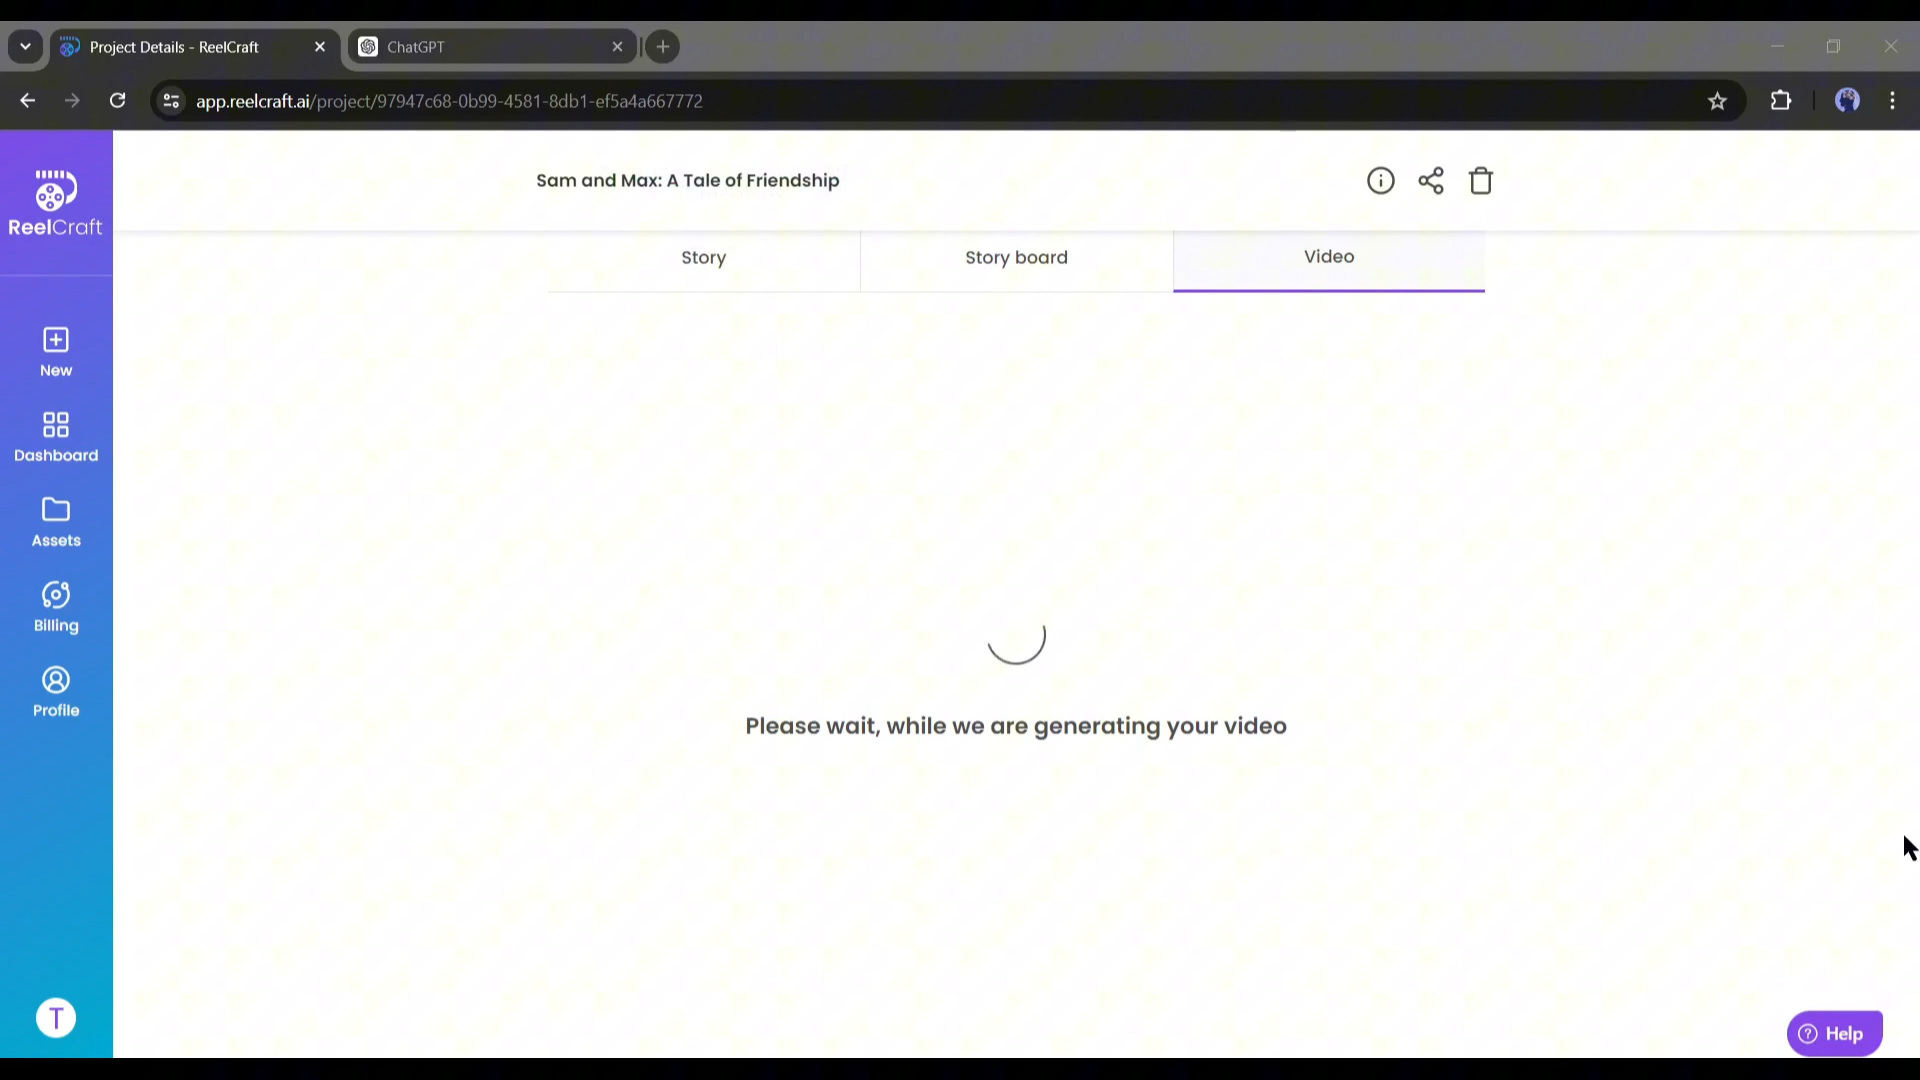 Project Details - ReelCraft
ChatGPT
app.reelcraft.ai/project/97947c68-0b99-4581-8db1-ef5a4a667772
ReelCraft
Sam and Max: A Tale of Friendship
Story
Story board
Video
New
Dashboard
Assets
Billing
Profile
Please wait, while we are generating your video
T
Help